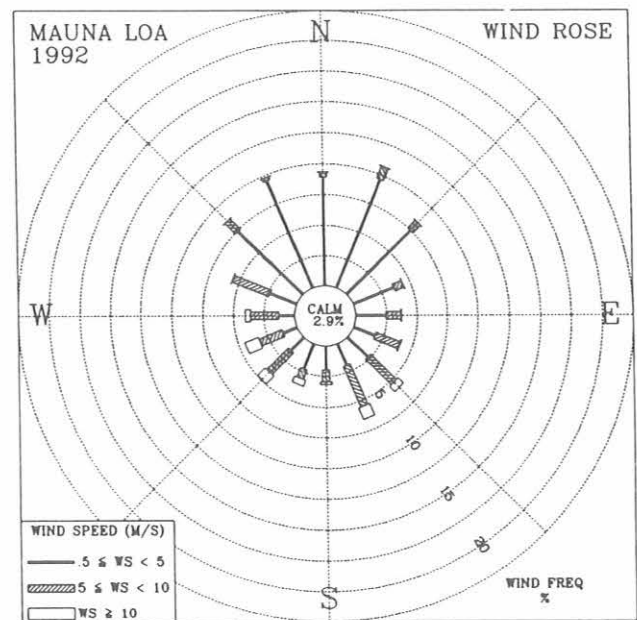 MAUNA LOA
1992
WIND ROSE
N
W
E
S
CALM
2.9%
5
10
15
20
WIND SPEED (M/S)
.5 ≤ WS < 5
5 ≤ WS < 10
WS ≥ 10
WIND FREQ
%